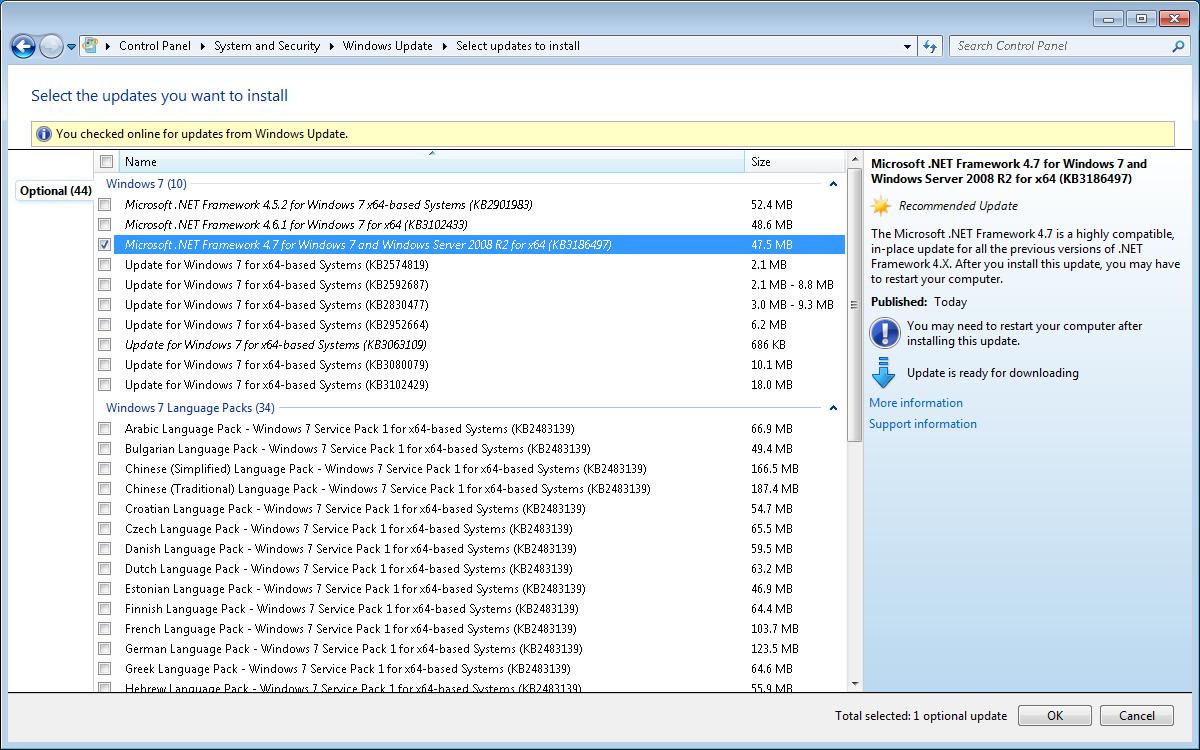 Control Panel ▸ System and Security ▸ Windows Update ▸ Select updates to install
Search Control Panel
Select the updates you want to install
You checked online for updates from Windows Update.
Optional (44)
Name Size
Windows 7 (10)
Microsoft .NET Framework 4.5.2 for Windows 7 x64-based Systems (KB2901983) 52.4 MB
Microsoft .NET Framework 4.6.1 for Windows 7 for x64 (KB3102433) 48.6 MB
Microsoft .NET Framework 4.7 for Windows 7 and Windows Server 2008 R2 for x64 (KB3186497) 47.5 MB
Update for Windows 7 for x64-based Systems (KB2574819) 2.1 MB
Update for Windows 7 for x64-based Systems (KB2592687) 2.1 MB - 8.8 MB
Update for Windows 7 for x64-based Systems (KB2830477) 3.0 MB - 9.3 MB
Update for Windows 7 for x64-based Systems (KB2952664) 6.2 MB
Update for Windows 7 for x64-based Systems (KB3063109) 686 KB
Update for Windows 7 for x64-based Systems (KB3080079) 10.1 MB
Update for Windows 7 for x64-based Systems (KB3102429) 18.0 MB
Windows 7 Language Packs (34)
Arabic Language Pack - Windows 7 Service Pack 1 for x64-based Systems (KB2483139) 66.9 MB
Bulgarian Language Pack - Windows 7 Service Pack 1 for x64-based Systems (KB2483139) 49.4 MB
Chinese (Simplified) Language Pack - Windows 7 Service Pack 1 for x64-based Systems (KB2483139) 166.5 MB
Chinese (Traditional) Language Pack - Windows 7 Service Pack 1 for x64-based Systems (KB2483139) 187.4 MB
Croatian Language Pack - Windows 7 Service Pack 1 for x64-based Systems (KB2483139) 54.7 MB
Czech Language Pack - Windows 7 Service Pack 1 for x64-based Systems (KB2483139) 65.5 MB
Danish Language Pack - Windows 7 Service Pack 1 for x64-based Systems (KB2483139) 59.5 MB
Dutch Language Pack - Windows 7 Service Pack 1 for x64-based Systems (KB2483139) 63.2 MB
Estonian Language Pack - Windows 7 Service Pack 1 for x64-based Systems (KB2483139) 46.9 MB
Finnish Language Pack - Windows 7 Service Pack 1 for x64-based Systems (KB2483139) 64.4 MB
French Language Pack - Windows 7 Service Pack 1 for x64-based Systems (KB2483139) 103.7 MB
German Language Pack - Windows 7 Service Pack 1 for x64-based Systems (KB2483139) 123.5 MB
Greek Language Pack - Windows 7 Service Pack 1 for x64-based Systems (KB2483139) 64.6 MB
Hebrew Language Pack - Windows 7 Service Pack 1 for x64-based Systems (KB2483139) 55.9 MB
Microsoft .NET Framework 4.7 for Windows 7 and
Windows Server 2008 R2 for x64 (KB3186497)
Recommended Update
The Microsoft .NET Framework 4.7 is a highly compatible,
in-place update for all the previous versions of .NET
Framework 4.X. After you install this update, you may have
to restart your computer.
Published: Today
You may need to restart your computer after
installing this update.
Update is ready for downloading
More information
Support information
Total selected: 1 optional update
OK
Cancel